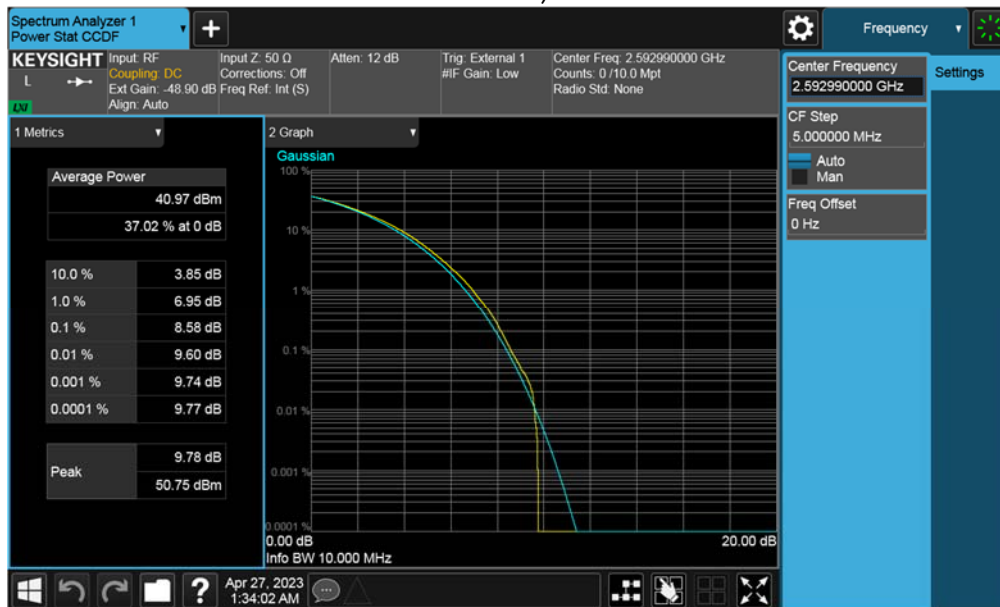 Spectrum Analyzer 1
Power Stat CCDF
+
Frequency
KEYSIGHT
L
LXI
Input: RF
Coupling: DC
Ext Gain: -48.90 dB
Align: Auto
Input Z: 50 Ω
Corrections: Off
Freq Ref: Int (S)
Atten: 12 dB
Trig: External 1
#IF Gain: Low
Center Freq: 2.592990000 GHz
Counts: 0 /10.0 Mpt
Radio Std: None
Center Frequency
2.592990000 GHz
Settings
CF Step
5.000000 MHz
Auto
Man
Freq Offset
0 Hz
1 Metrics
Average Power
40.97 dBm
37.02 % at 0 dB
10.0 % 3.85 dB
1.0 % 6.95 dB
0.1 % 8.58 dB
0.01 % 9.60 dB
0.001 % 9.74 dB
0.0001 % 9.77 dB
Peak
9.78 dB
50.75 dBm
2 Graph
Gaussian
100 %
10 %
1 %
0.1 %
0.01 %
0.001 %
0.0001 %
0.00 dB
20.00 dB
Info BW 10.000 MHz
?
Apr 27, 2023
1:34:02 AM